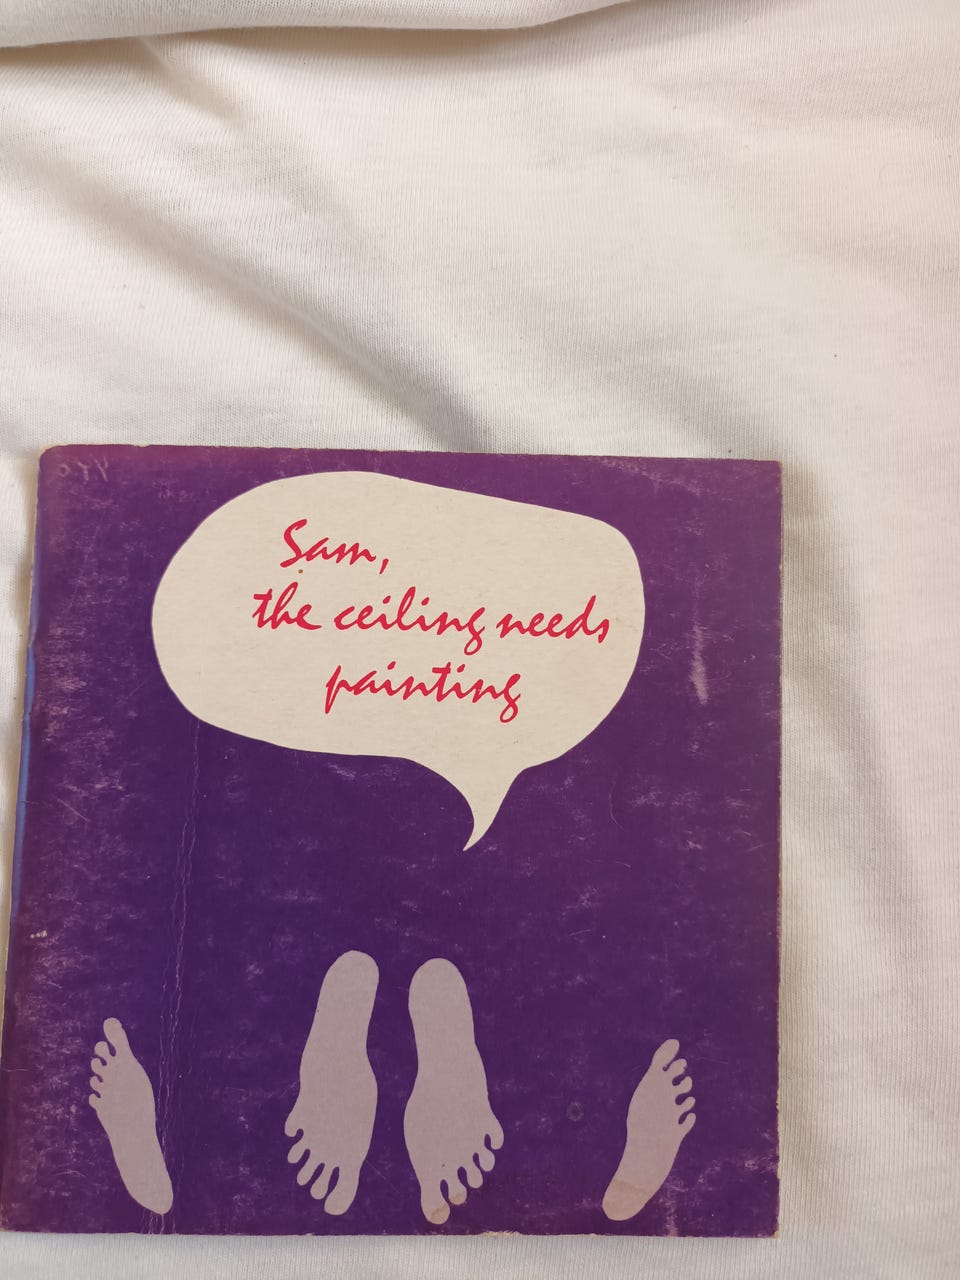 Sam,
the ceiling needs
painting